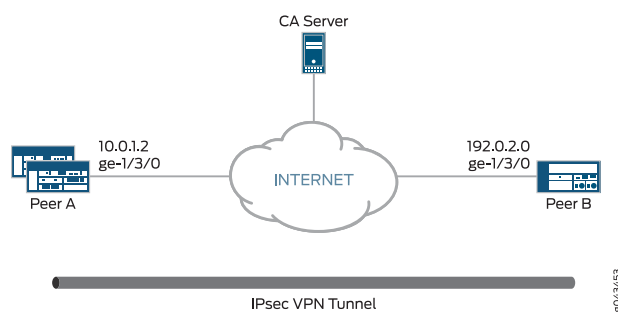 CA Server
10.0.1.2
ge-1/3/0
192.0.2.0
ge-1/3/0
INTERNET
Peer A
Peer B
IPsec VPN Tunnel
g043453